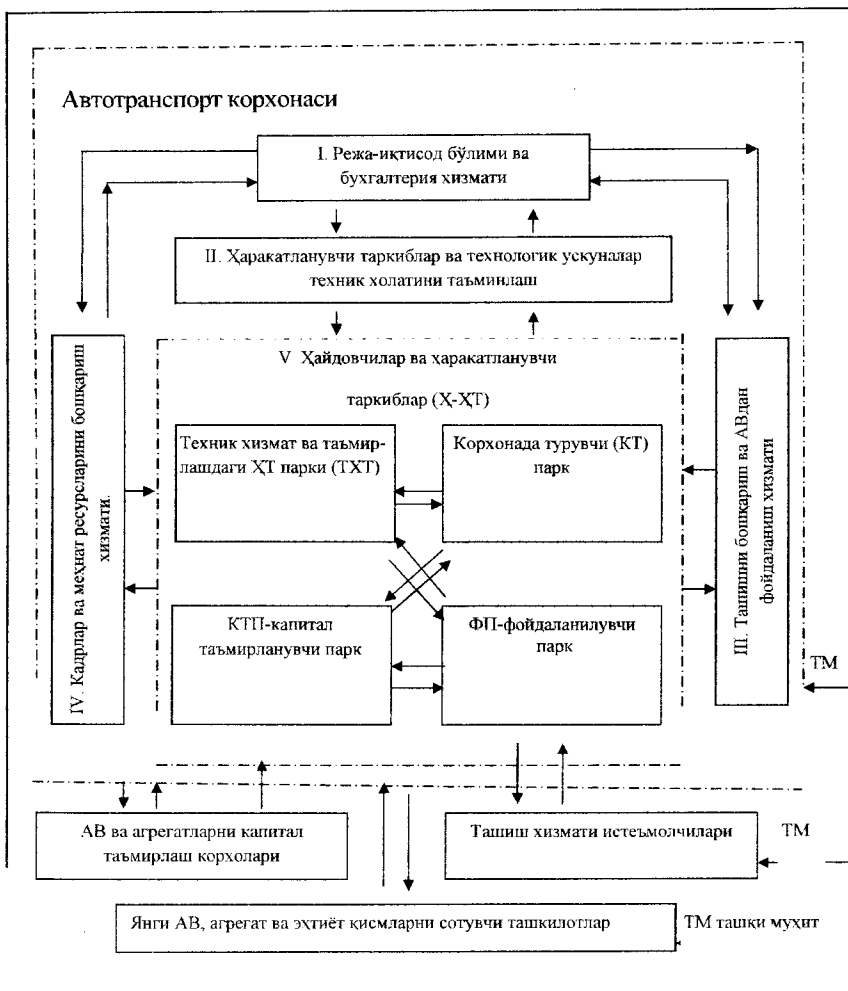 Автотранспорт корхонаси
I. Режа-иқтисод бўлими ва
бухгалтерия хизмати
II. Ҳаракатланувчи таркиблар ва технологик ускуналар
техник холатини таъминлаш
IV. Кадрлар ва меҳнат ресурсларини бошқариш
хизмати.
V Ҳайдовчилар ва ҳаракатланувчи
таркиблар (Ҳ-ҲТ)
Техник хизмат ва таъмир-
лашдаги ҲТ парки (ТХТ)
Корхонада турувчи (КТ)
парк
КТП-капитал
таъмирланувчи парк
ФП-фойдаланилувчи
парк
III. Ташишни бошқариш ва АВдан
фойдаланиш хизмати
ТМ
АВ ва агрегатларни капитал
таъмирлаш корхолари
Ташиш хизмати истеъмолчилари
ТМ
Янги АВ, агрегат ва эҳтиёт қисмларни сотувчи ташкилотлар
ТМ ташқи муҳит